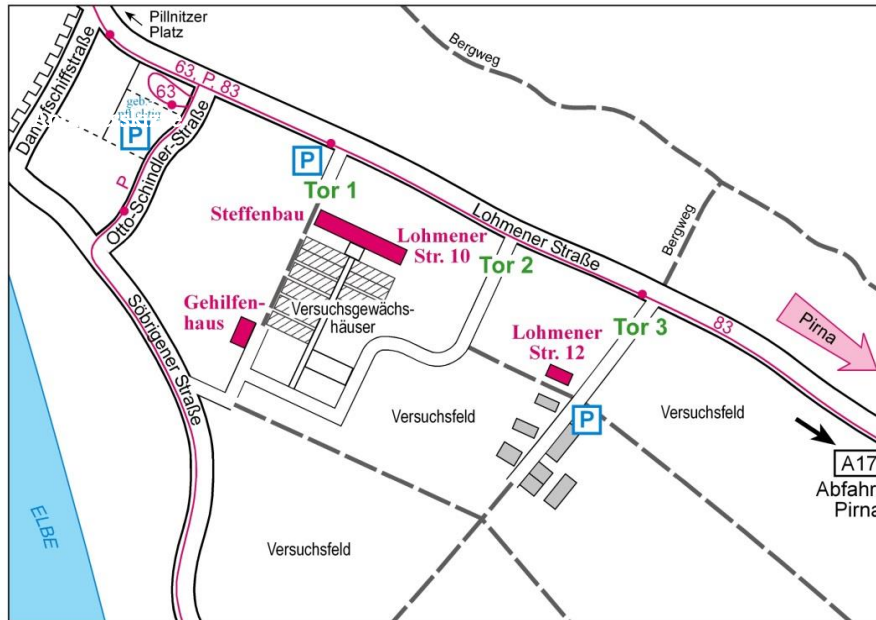 Pillnitzer
Platz
Bergweg
63, P, 83
63
P
Otto-Schindler-Straße
P
P
Tor 1
Steffenbau
Lohmener
Str. 10
Lohmener Straße
Tor 2
Bergweg
Gehilfen-
haus
Versuchsgewächs-
häuser
Söbrigener Straße
Lohmener
Str. 12
Tor 3
83
Pirna
Versuchsfeld
P
Versuchsfeld
A17
Abfahr
Pirna
ELBE
Versuchsfeld